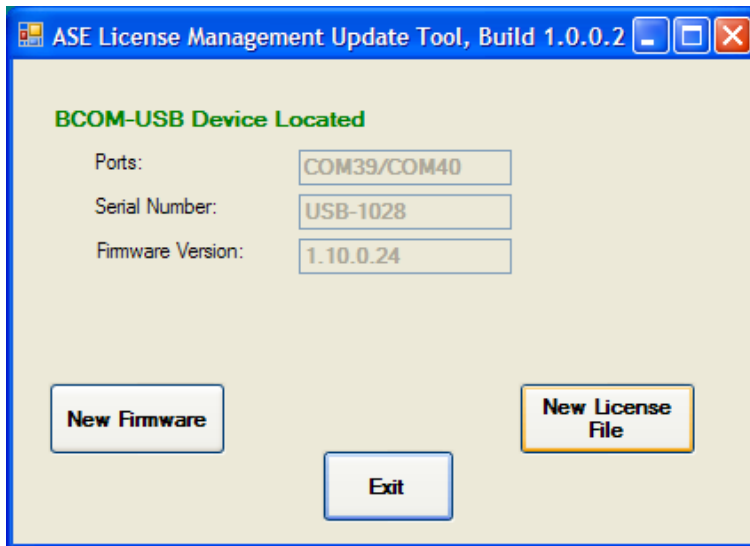 ASE License Management Update Tool, Build 1.0.0.2
BCOM-USB Device Located
Ports: COM39/COM40
Serial Number: USB-1028
Firmware Version: 1.10.0.24
New Firmware
New License
File
Exit